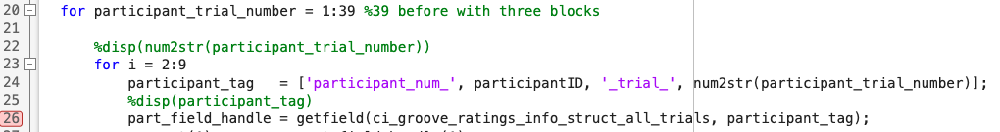 20 for participant_trial_number = 1:39 %39 before with three blocks
21
22 %disp(num2str(participant_trial_number))
23 for i = 2:9
24 participant_tag = ['participant_num_', participantID, '_trial_', num2str(participant_trial_number)];
25 %disp(participant_tag)
26 part_field_handle = getfield(ci_groove_ratings_info_struct_all_trials, participant_tag);